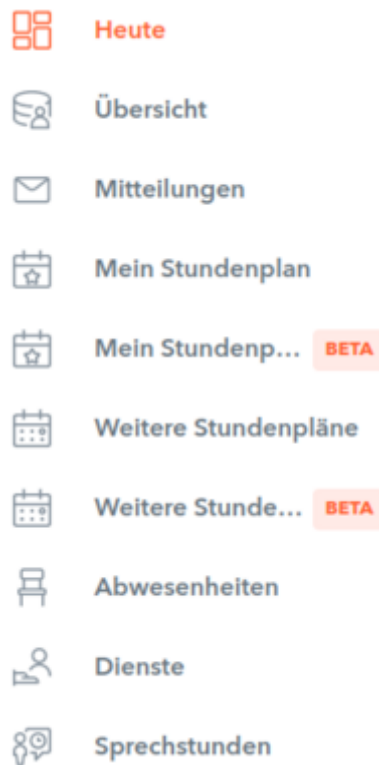 Heute
Übersicht
Mitteilungen
Mein Stundenplan
Mein Stundenp... BETA
Weitere Stundenpläne
Weitere Stunde... BETA
Abwesenheiten
Dienste
Sprechstunden